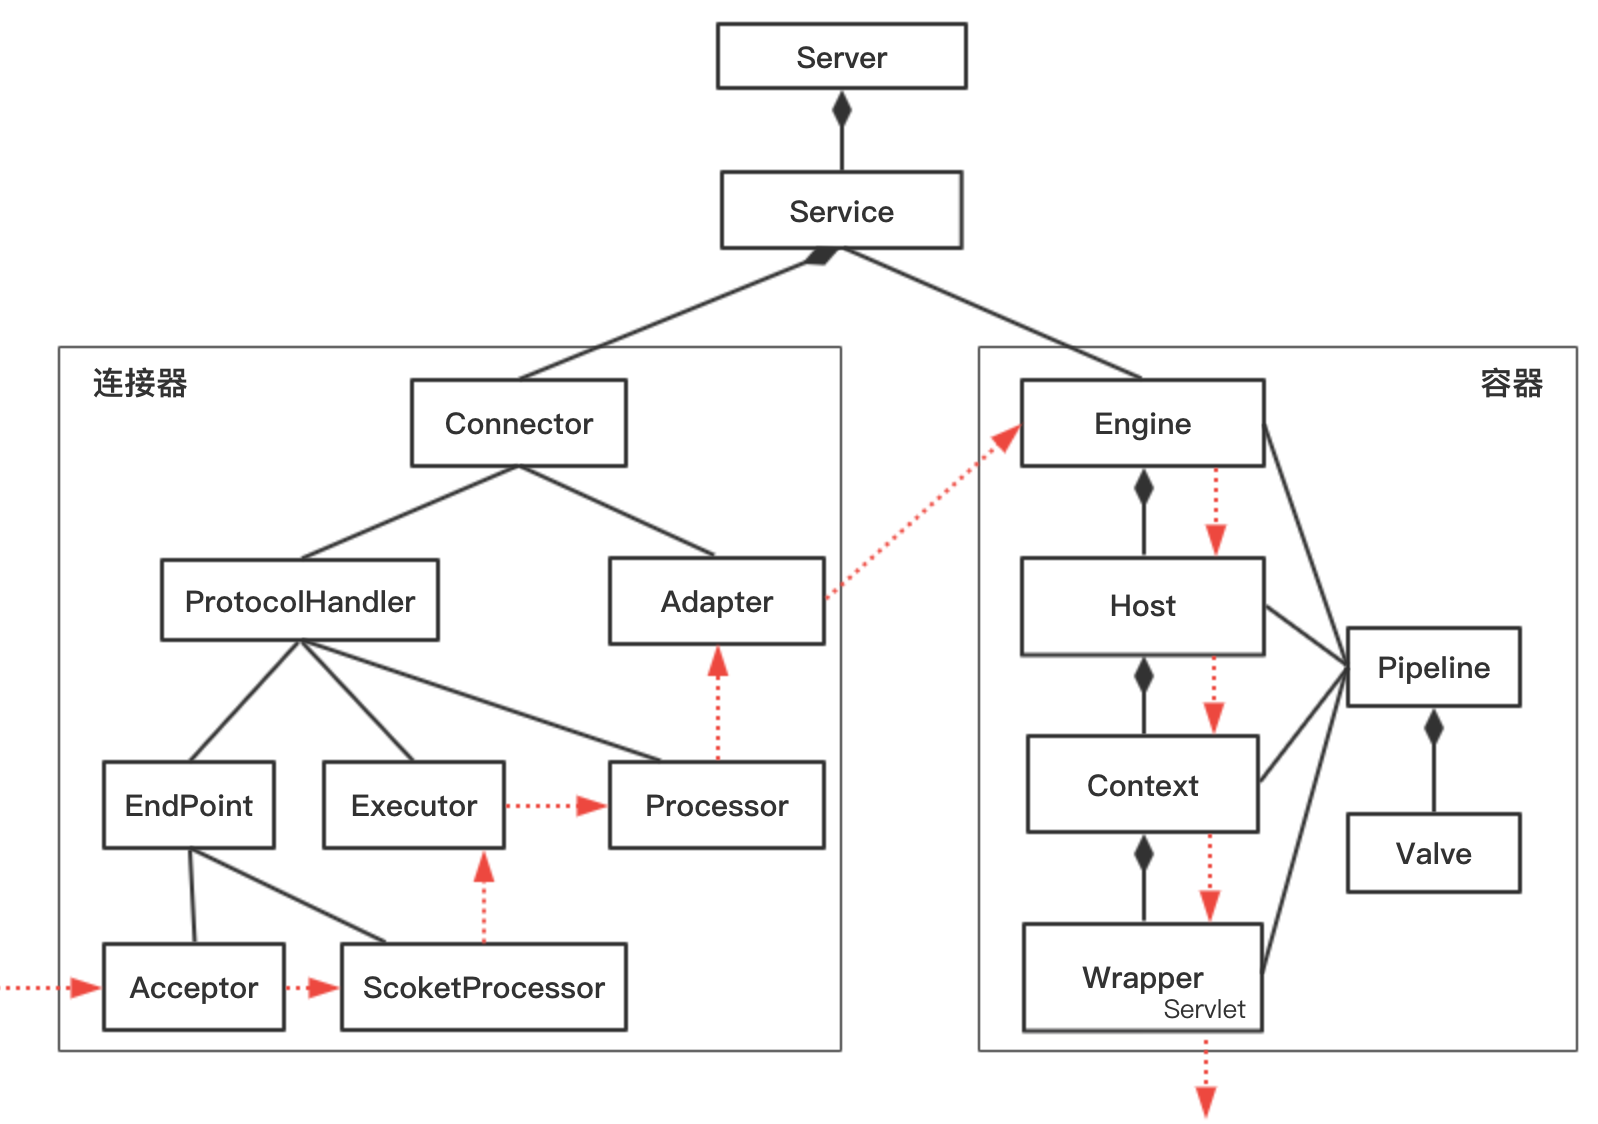 Server
Service
连接器
容器
Connector
Engine
ProtocolHandler
Adapter
Host
Pipeline
EndPoint
Executor
Processor
Context
Valve
Acceptor
ScoketProcessor
Wrapper
Servlet